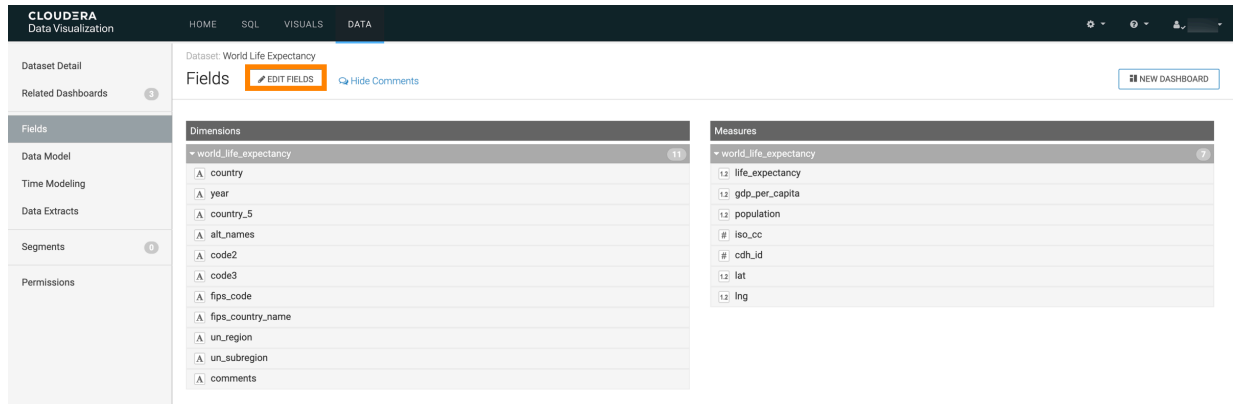 CLOUDERA
Data Visualization
HOME SQL VISUALS DATA
Dataset Detail
Related Dashboards 3
Fields
Data Model
Time Modeling
Data Extracts
Segments 0
Permissions
Dataset: World Life Expectancy
Fields EDIT FIELDS Hide Comments
NEW DASHBOARD
Dimensions
world_life_expectancy 11
A country
A year
A country_5
A alt_names
A code2
A code3
A fips_code
A fips_country_name
A un_region
A un_subregion
A comments
Measures
world_life_expectancy 7
1.2 life_expectancy
1.2 gdp_per_capita
1.2 population
# iso_cc
# cdh_id
1.2 lat
1.2 lng